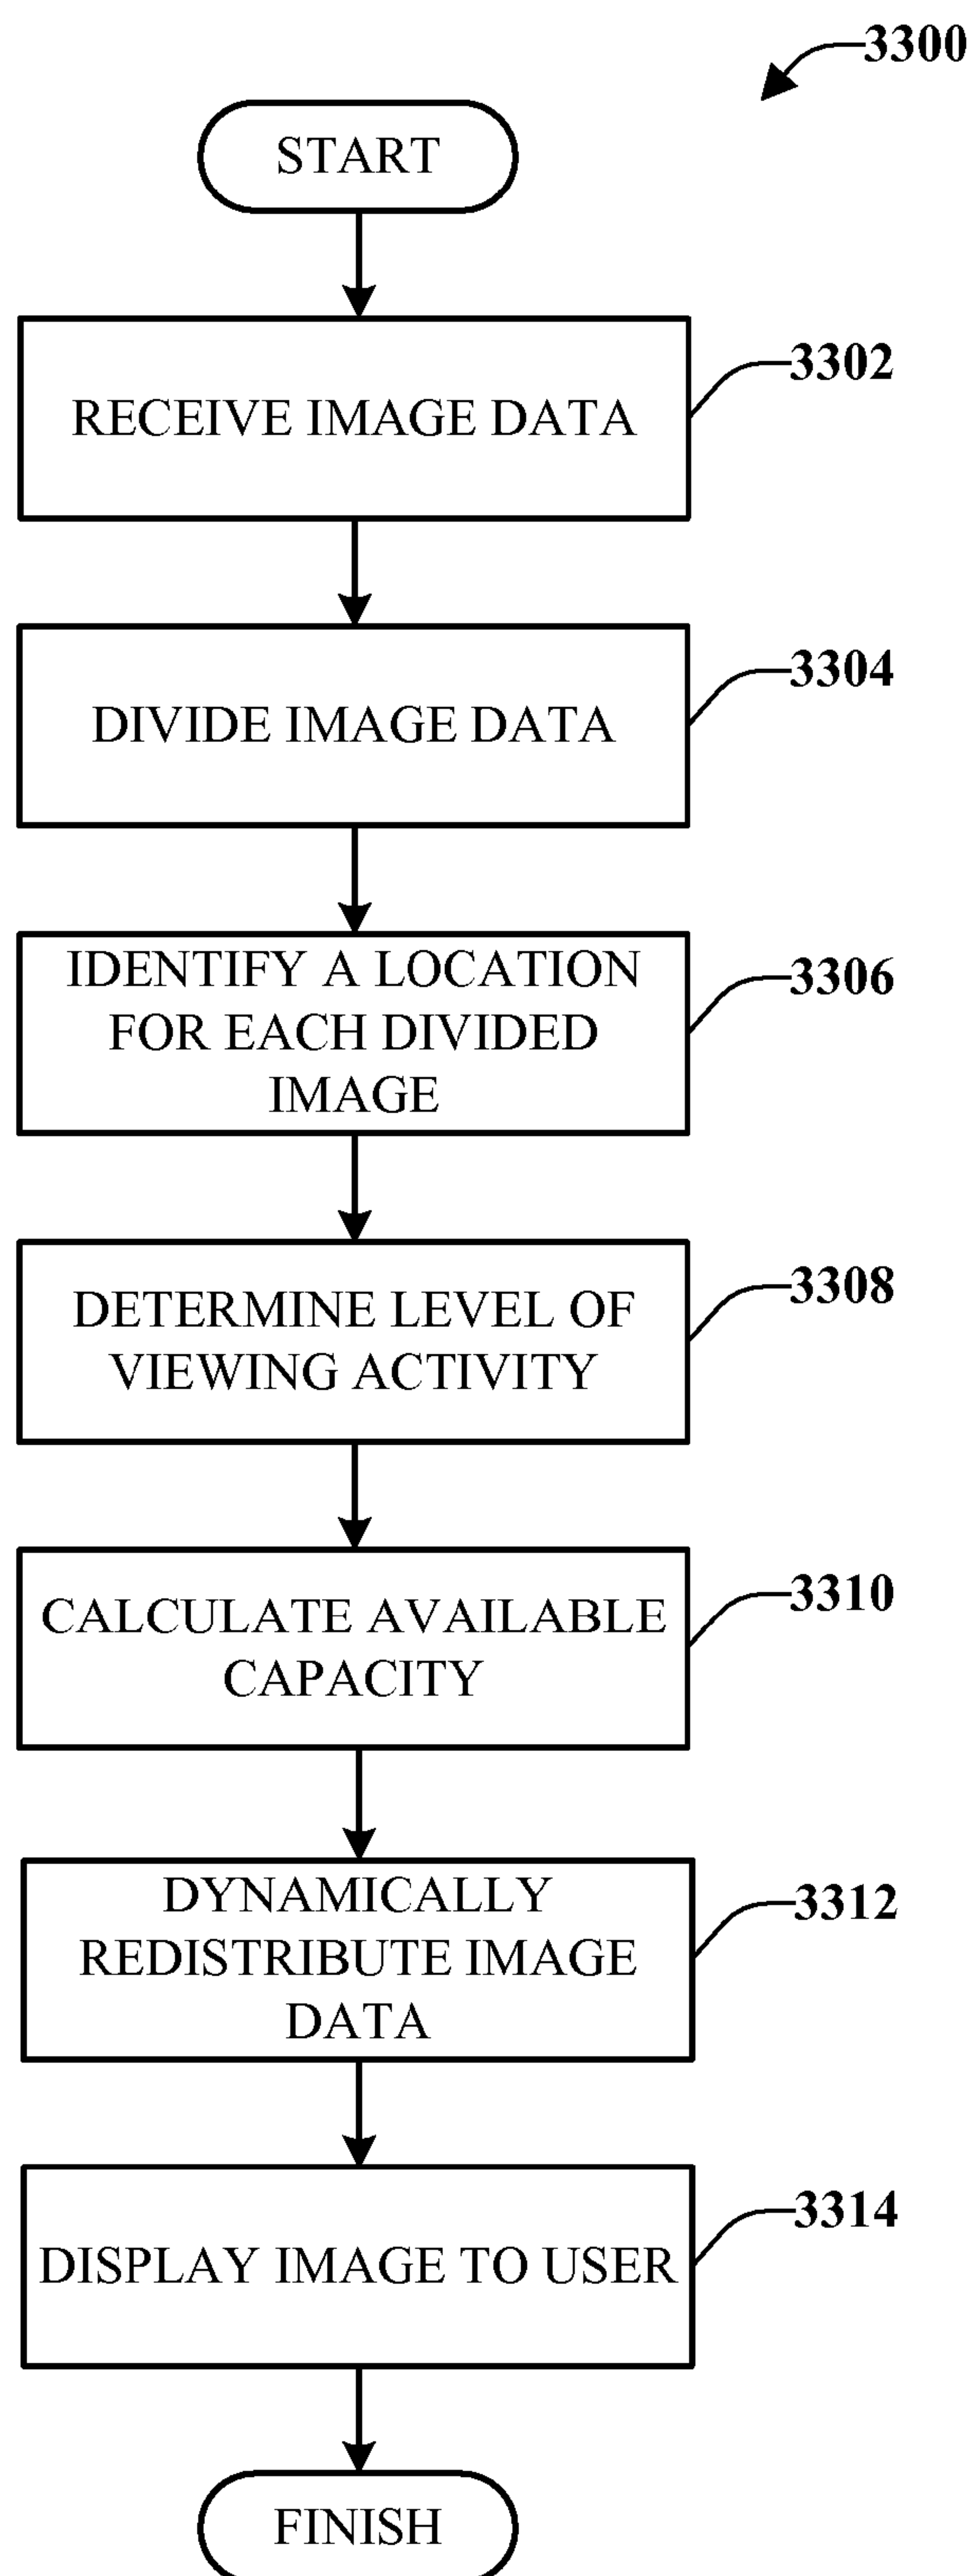 3300
START
RECEIVE IMAGE DATA
3302
DIVIDE IMAGE DATA
3304
IDENTIFY A LOCATION
FOR EACH DIVIDED
IMAGE
3306
DETERMINE LEVEL OF
VIEWING ACTIVITY
3308
CALCULATE AVAILABLE
CAPACITY
3310
DYNAMICALLY
REDISTRIBUTE IMAGE
DATA
3312
DISPLAY IMAGE TO USER
3314
FINISH